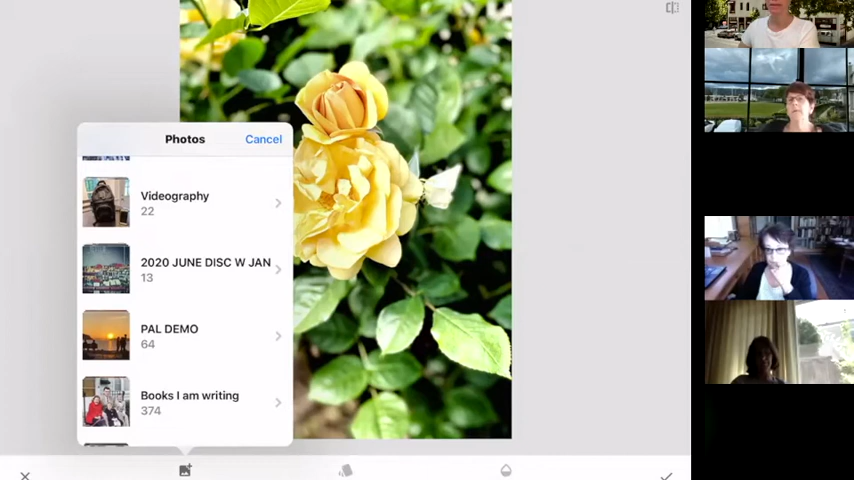 Photos
Cancel
Videography
22
2020 JUNE DISC W JAN
13
PAL DEMO
64
Books I am writing
374